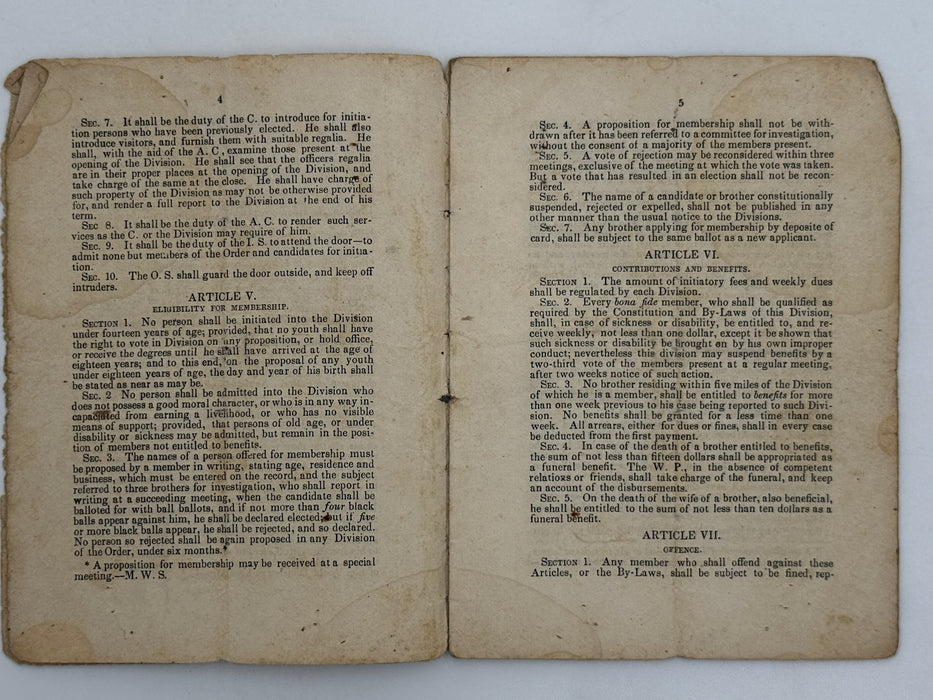 4
SEC. 7. It shall be the duty of the C. to introduce for initia-
tion persons who have been previously elected. He shall also
introduce visitors, and furnish them with suitable regalia. He
shall, with the aid of the A. C, examine those present at the
opening of the Division. He shall see that the officers regalia
are in their proper places at the opening of the Division, and
take charge of the same at the close. He shall have charge of
such property of the Division as may not be otherwise provided
for, and render a full report to the Division at the end of his
term.
SEC 8. It shall be the duty of the A. C. to render such ser-
vices as the C. or the Division may require of him.
SEC. 9. It shall be the duty of the I. S. to attend the door—to
admit none but members of the Order and candidates for initia-
tion.
SEC. 10. The O. S. shall guard the door outside, and keep off
intruders.
ARTICLE V.
ELIGIBILITY FOR MEMBERSHIP.
SECTION 1. No person shall be initiated into the Division
under fourteen years of age; provided, that no youth shall have
the right to vote in Division on any proposition, or hold office,
or receive the degrees until he shall have arrived at the age of
eighteen years; and to this end, on the proposal of any youth
under eighteen years of age, the day and year of his birth shall
be stated as near as may be.
SEC. 2 No person shall be admitted into the Division who
does not possess a good moral character, or who is in any way in-
capacitated from earning a livelihood, or who has no visible
means of support; provided, that persons of old age, or under
disability or sickness may be admitted, but remain in the posi-
tion of members not entitled to benefits.
SEC. 3. The names of a person offered for membership must
be proposed by a member in writing, stating age, residence and
business, which must be entered on the record, and the subject
referred to three brothers for investigation, who shall report in
writing at a succeeding meeting, when the candidate shall be
balloted for with ball ballots, and if not more than four black
balls appear against him, he shall be declared elected; but if five
or more black balls appear, he shall be rejected, and so declared.
No person so rejected shall be again proposed in any Division
of the Order, under six months.*
* A proposition for membership may be received at a special
meeting.—M. W. S.
5
SEC. 4. A proposition for membership shall not be with-
drawn after it has been referred to a committee for investigation,
without the consent of a majority of the members present.
SEC. 5. A vote of rejection may be reconsidered within three
meetings, exclusive of the meeting at which the vote was taken.
But a vote that has resulted in an election shall not be recon-
sidered.
SEC. 6. The name of a candidate or brother constitutionally
suspended, rejected or expelled, shall not be published in any
other manner than the usual notice to the Divisions.
SEC. 7. Any brother applying for membership by deposite of
card, shall be subject to the same ballot as a new applicant.
ARTICLE VI.
CONTRIBUTIONS AND BENEFITS.
SECTION 1. The amount of initiatory fees and weekly dues
shall be regulated by each Division.
SEC. 2. Every bona fide member, who shall be qualified as
required by the Constitution and By-Laws of this Division,
shall, in case of sickness or disability, be entitled to, and re-
ceive weekly, not less than one dollar, except it be shown that
such sickness or disability be brought on by his own improper
conduct; nevertheless this division may suspend benefits by a
two-third vote of the members present at a regular meeting,
after two weeks notice of such action.
SEC. 3. No brother residing within five miles of the Division
of which he is a member, shall be entitled to benefits for more
than one week previous to his case being reported to such Divi-
sion. No benefits shall be granted for a less time than one
week. All arrears, either for dues or fines, shall in every case
be deducted from the first payment.
SEC. 4. In case of the death of a brother entitled to benefits,
the sum of not less than fifteen dollars shall be appropriated as
a funeral benefit. The W. P., in the absence of competent
relations or friends, shall take charge of the funeral, and keep
an account of the disbursements.
SEC. 5. On the death of the wife of a brother, also beneficial,
he shall be entitled to the sum of not less than ten dollars as a
funeral benefit.
ARTICLE VII.
OFFENCE.
SECTION 1. Any member who shall offend against these
Articles, or the By-Laws, shall be subject to be fined, rep-